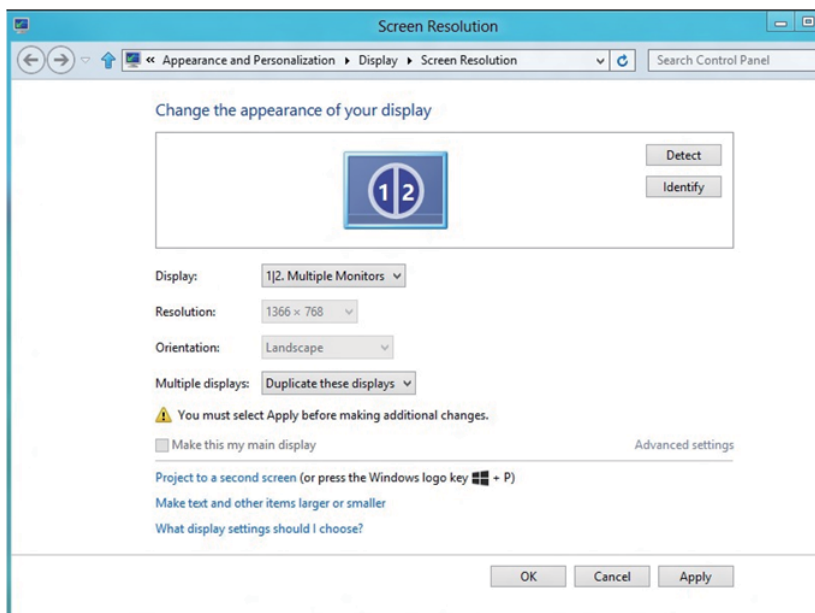 Screen Resolution
« Appearance and Personalization Display Screen Resolution
Search Control Panel
Change the appearance of your display
1 2
Detect
Identify
Display: 1|2. Multiple Monitors
Resolution: 1366 × 768
Orientation: Landscape
Multiple displays: Duplicate these displays
You must select Apply before making additional changes.
Make this my main display
Advanced settings
Project to a second screen (or press the Windows logo key + P)
Make text and other items larger or smaller
What display settings should I choose?
OK Cancel Apply